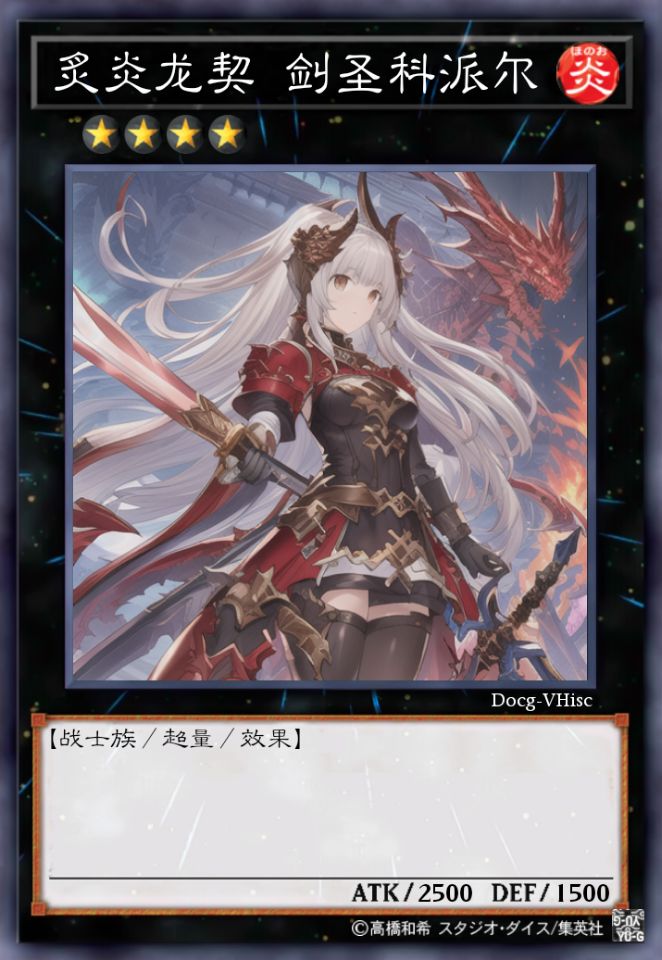 炙炎龙契 剑圣科派尔
ほのお
炎
Docg-VHisc
【战士族／超量／效果】
ATK/2500 DEF/1500
©高橋和希 スタジオ・ダイス/集英社